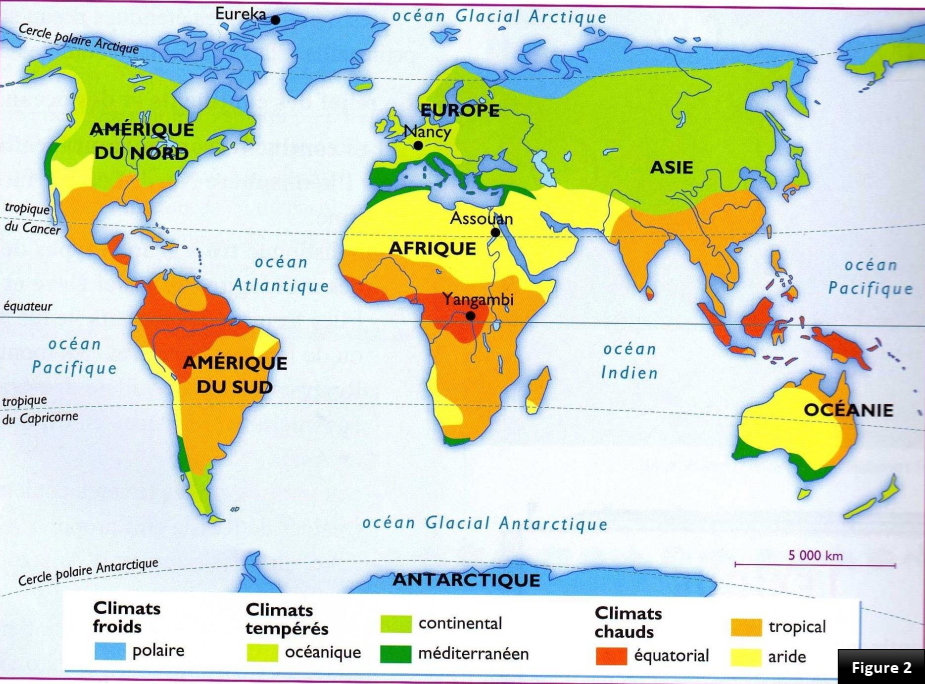 Eureka
océan Glacial Arctique
Cercle polaire Arctique
EUROPE
Nancy
AMÉRIQUE
DU NORD
ASIE
tropique
du Cancer
Assouan
AFRIQUE
océan
Atlantique
océan
Pacifique
équateur
Yangambi
océan
Pacifique
AMÉRIQUE
DU SUD
océan
Indien
tropique
du Capricorne
OCÉANIE
océan Glacial Antarctique
5 000 km
Cercle polaire Antarctique
ANTARCTIQUE
Climats
froids
polaire
Climats
tempérés
océanique
continental
méditerranéen
Climats
chauds
équatorial
tropical
aride
Figure 2